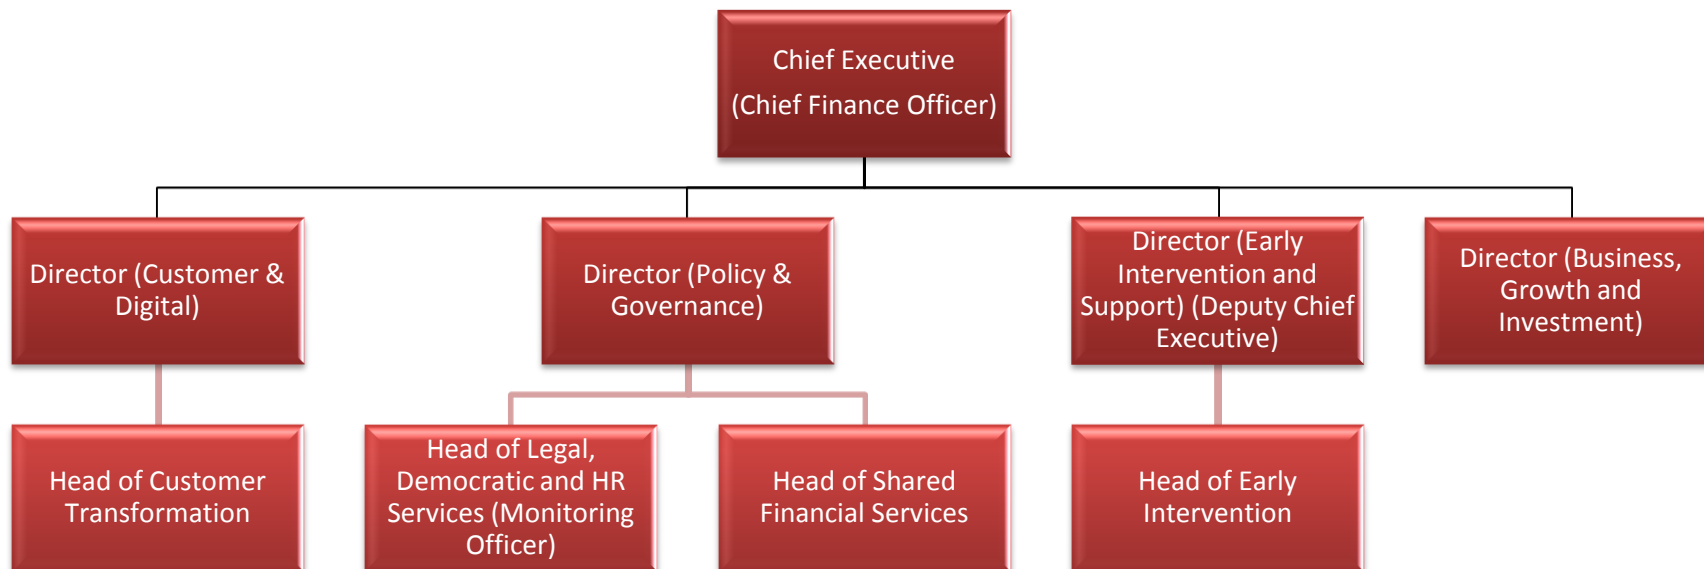 Chief Executive
(Chief Finance Officer)
Director (Customer &
Digital)
Director (Policy &
Governance)
Director (Early
Intervention and
Support) (Deputy Chief
Executive)
Director (Business,
Growth and
Investment)
Head of Customer
Transformation
Head of Legal,
Democratic and HR
Services (Monitoring
Officer)
Head of Shared
Financial Services
Head of Early
Intervention